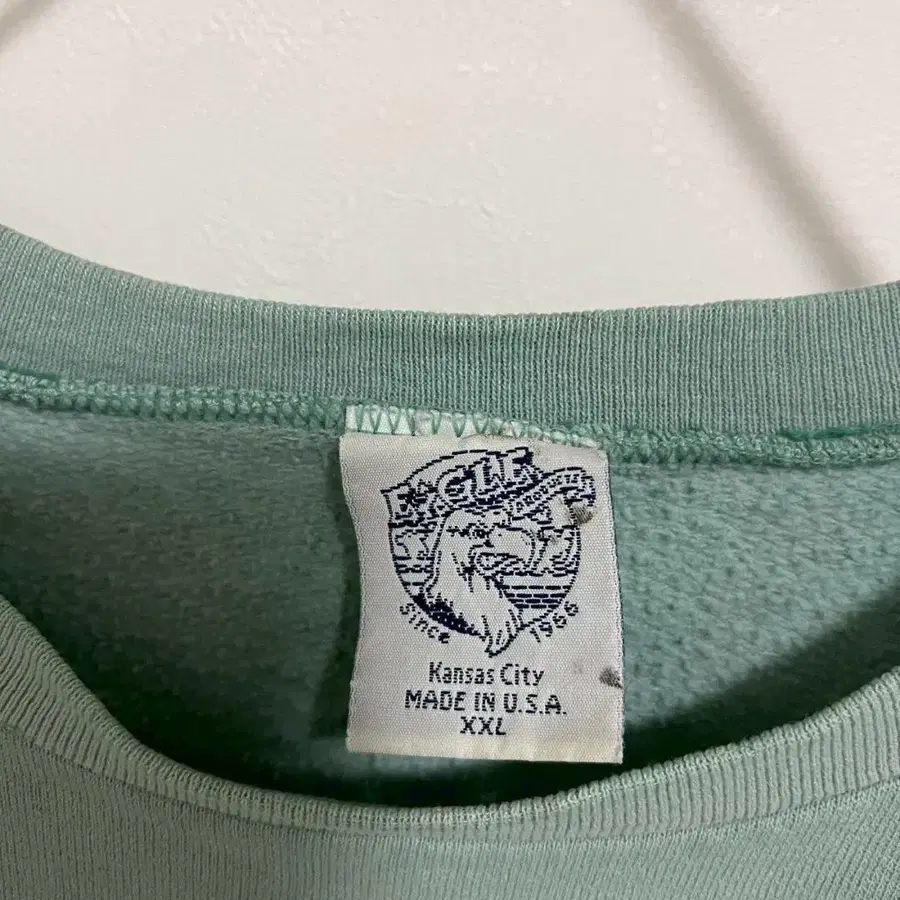 EAGLE
SINCE 1966
Kansas City
MADE IN U.S.A.
XXL